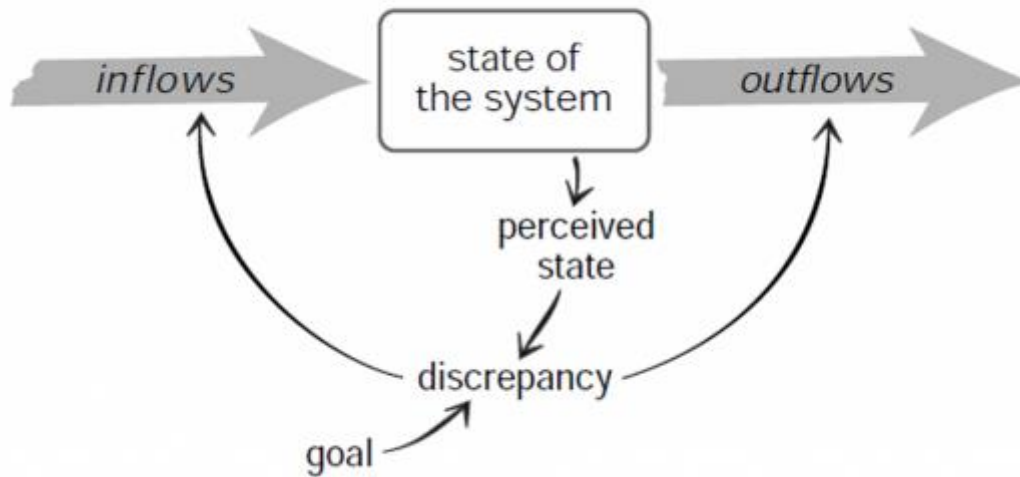 inflows
state of
the system
outflows
perceived
state
discrepancy
goal